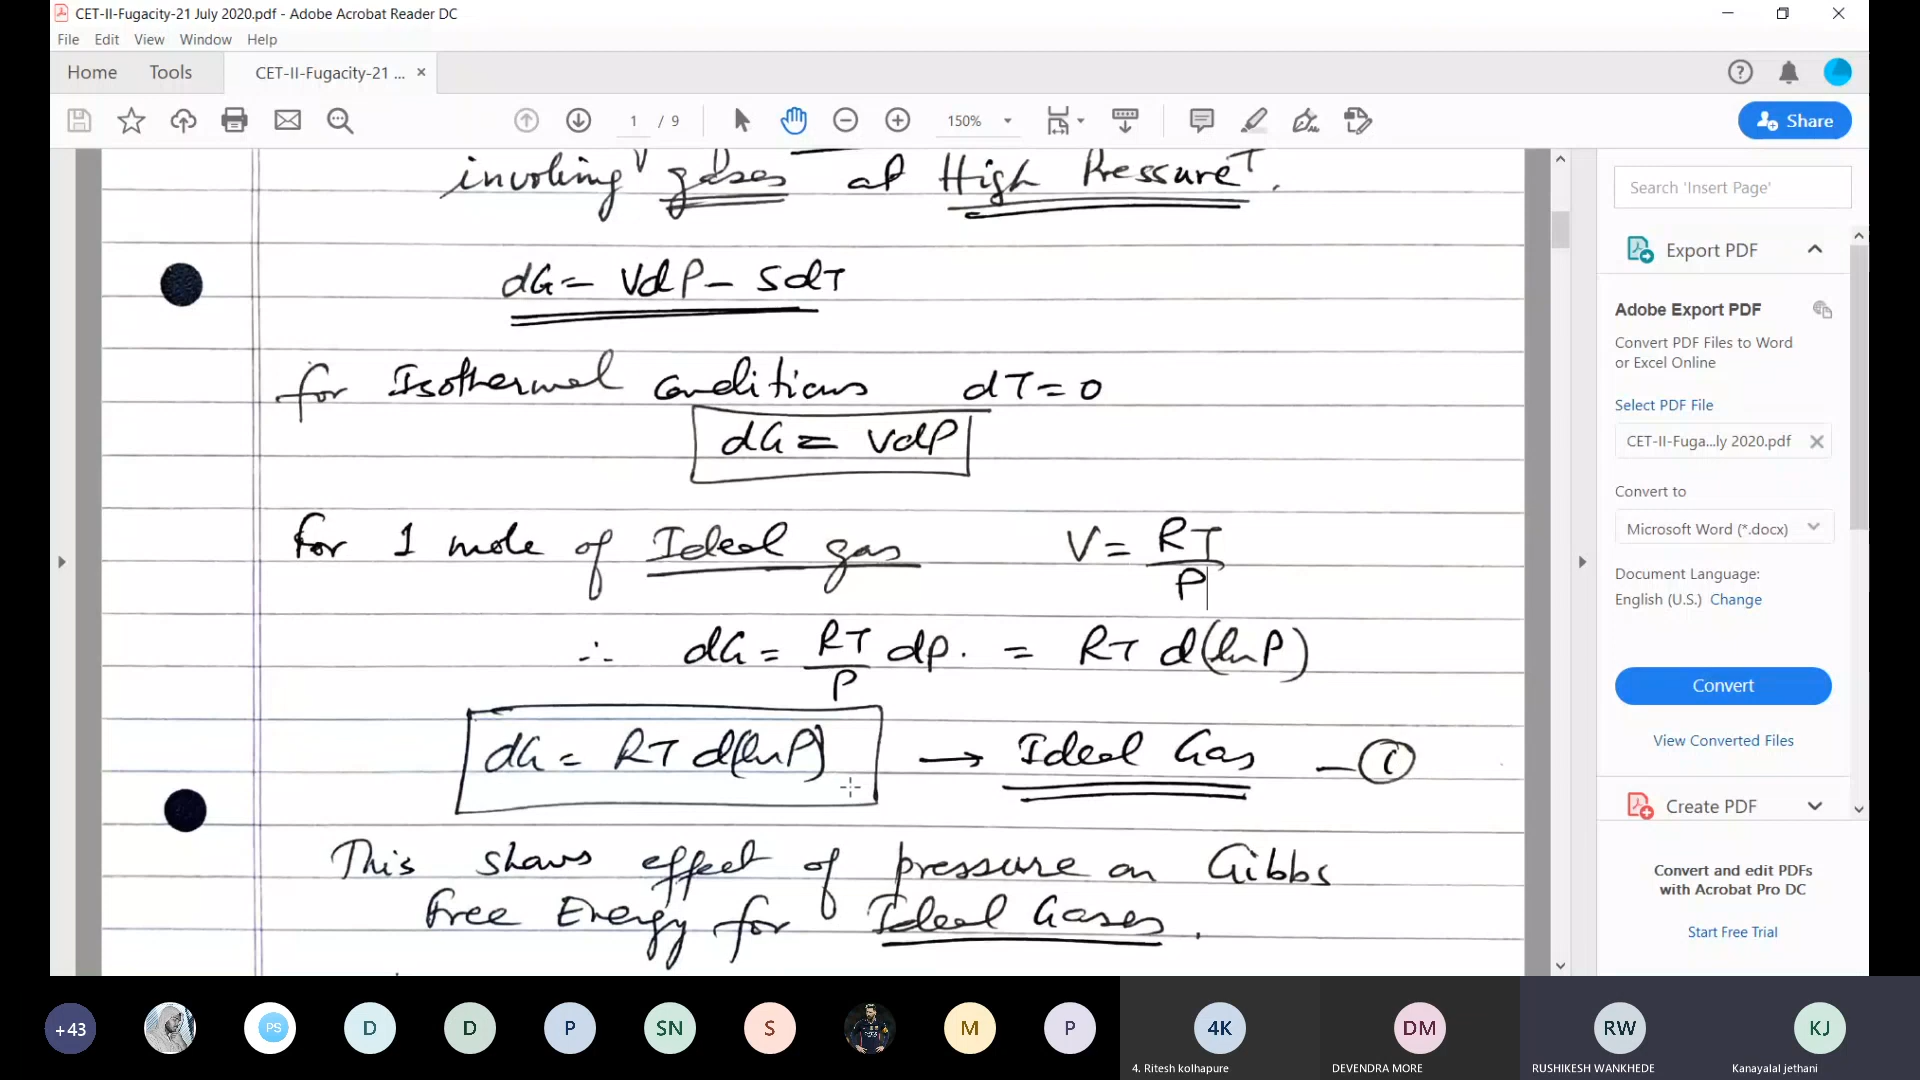 CET-II-Fugacity-21 July 2020.pdf - Adobe Acrobat Reader DC
File Edit View Window Help
Home Tools CET-II-Fugacity-21 ... ×
1 / 9 150% Share
involving gases at High Pressure.
dG = VdP - SdT
for Isothermal Conditions dT = 0
dG = VdP
for 1 mole of Ideal gas V = RT/P
∴ dG = RT/P dP. = RT d(ln P)
dG = RT d(ln P) → Ideal Gas - ①
This shows effect of pressure on Gibbs
Free Energy for Ideal Gases.
Search 'Insert Page'
Export PDF
Adobe Export PDF
Convert PDF Files to Word
or Excel Online
Select PDF File
CET-II-Fuga...ly 2020.pdf
Convert to
Microsoft Word (*.docx)
Document Language:
English (U.S.) Change
Convert
View Converted Files
Create PDF
Convert and edit PDFs
with Acrobat Pro DC
Start Free Trial
+43 PS D D P SN S M P 4K DM RW KJ
4. Ritesh kolhapure DEVENDRA MORE RUSHIKESH WANKHEDE Kanayalal jethani